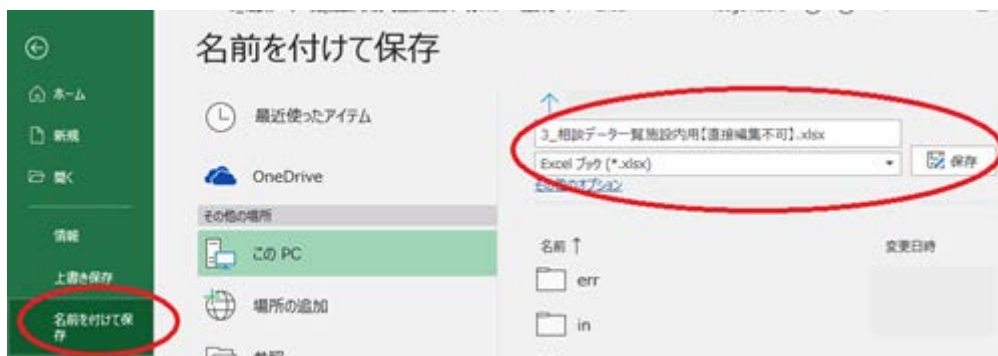 名前を付けて保存
ホーム
新規
開く
情報
上書き保存
名前を付けて保
存
最近使ったアイテム
OneDrive
その他の場所
この PC
場所の追加
3_相談データ一覧施設内用【直接編集不可】.xlsx
Excel ブック (*.xlsx)
保存
その他のオプション
名前 ↑
変更日時
err
in